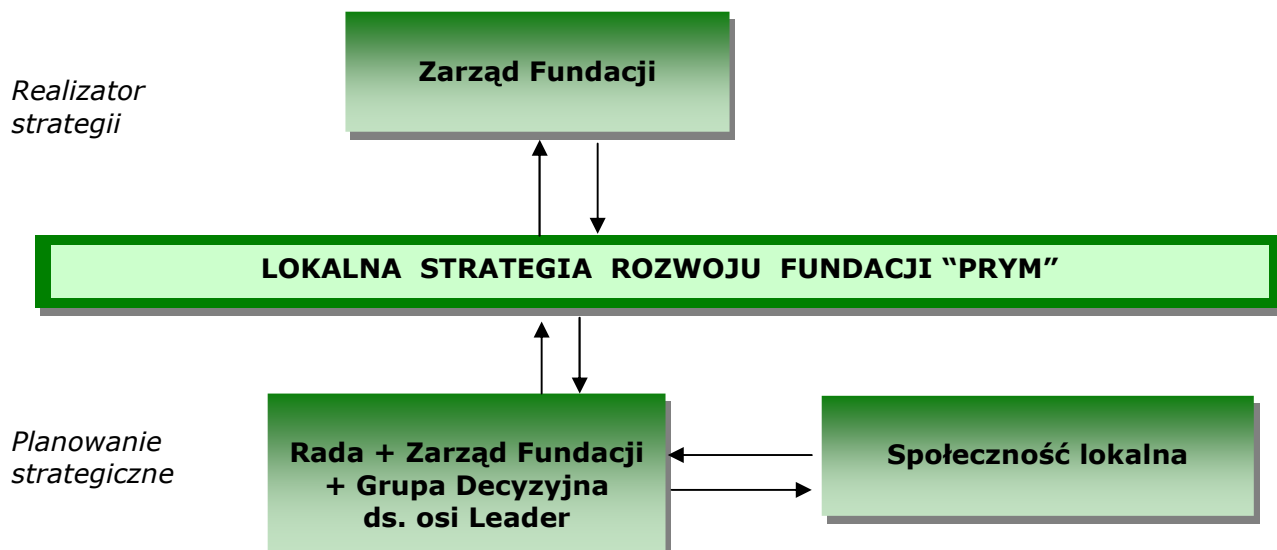 Zarząd Fundacji
Realizator
strategii
LOKALNA STRATEGIA ROZWOJU FUNDACJI “PRYM”
Planowanie
strategiczne
Rada + Zarząd Fundacji
+ Grupa Decyzyjna
ds. osi Leader
Społeczność lokalna